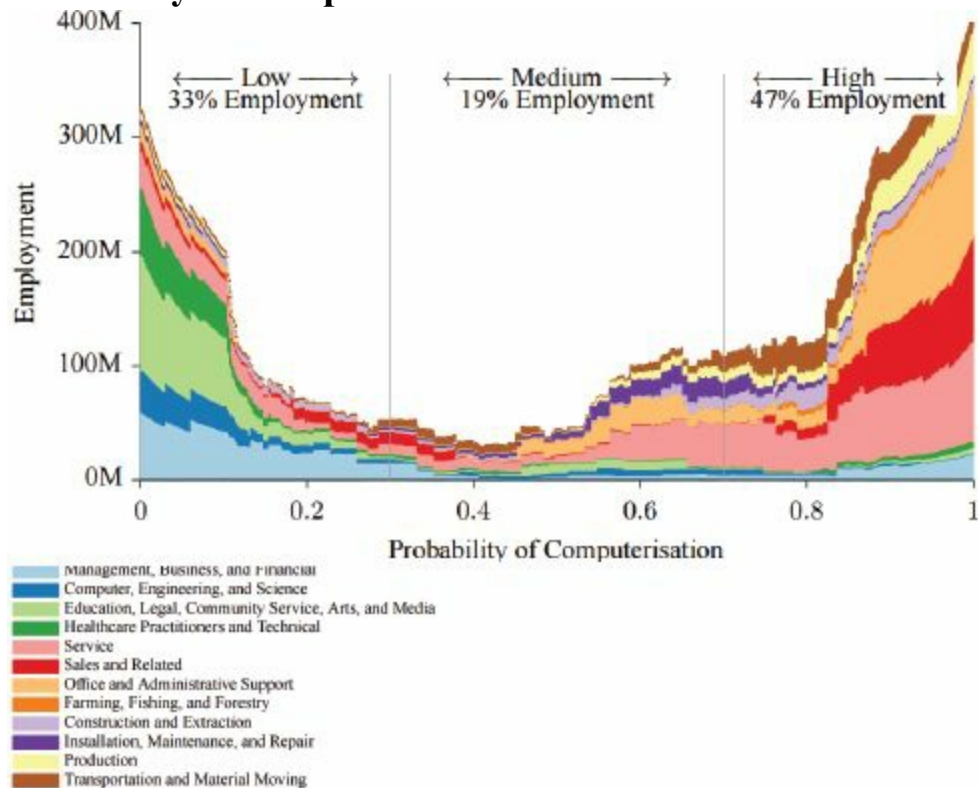 400M
Low
Medium
High
33% Employment
19% Employment
47% Employment
300M
200M
100M
0M
Employment
0
0.2
0.4
0.6
0.8
1
Probability of Computerisation
Management, Business, and Financial
Computer, Engineering, and Science
Education, Legal, Community Service, Arts, and Media
Healthcare Practitioners and Technical
Service
Sales and Related
Office and Administrative Support
Farming, Fishing, and Forestry
Construction and Extraction
Installation, Maintenance, and Repair
Production
Transportation and Material Moving